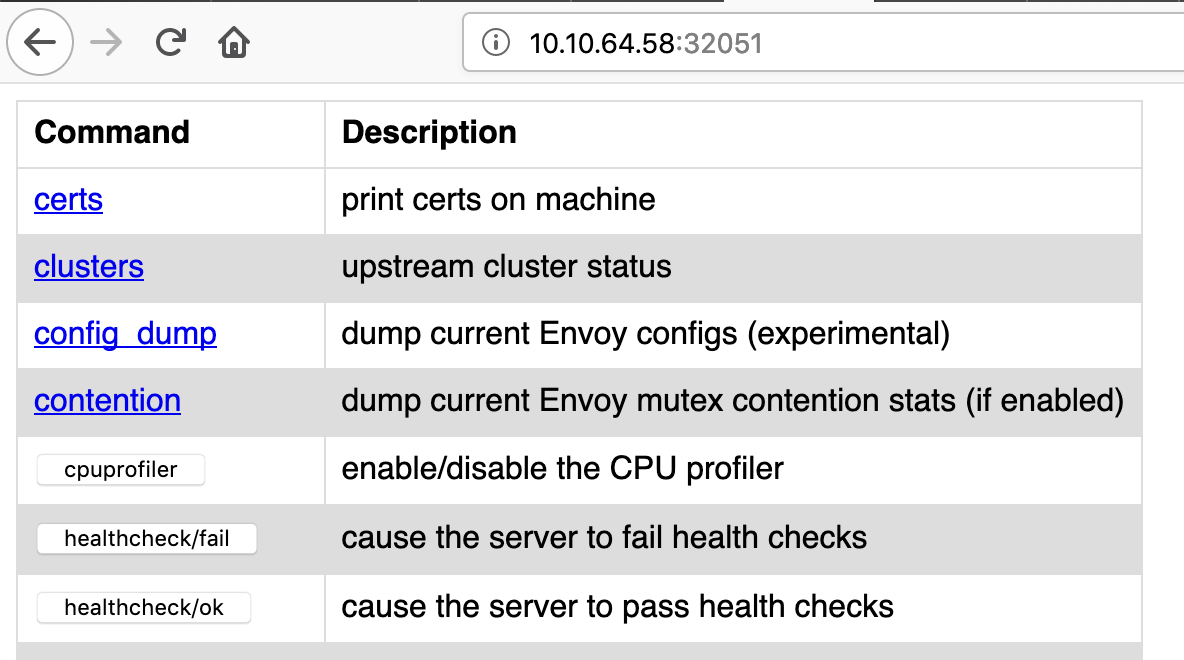 10.10.64.58:32051
Command Description
certs print certs on machine
clusters upstream cluster status
config_dump dump current Envoy configs (experimental)
contention dump current Envoy mutex contention stats (if enabled)
cpuprofiler enable/disable the CPU profiler
healthcheck/fail cause the server to fail health checks
healthcheck/ok cause the server to pass health checks